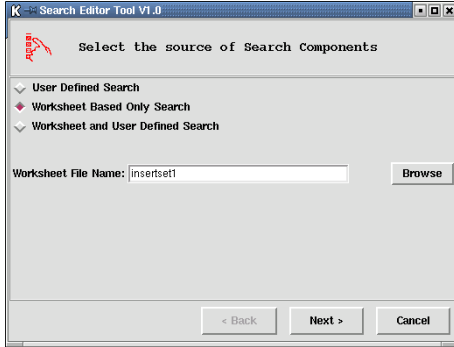 Search Editor Tool V1.0
Select the source of Search Components
User Defined Search
Worksheet Based Only Search
Worksheet and User Defined Search
Worksheet File Name: insertset1 Browse
< Back Next > Cancel